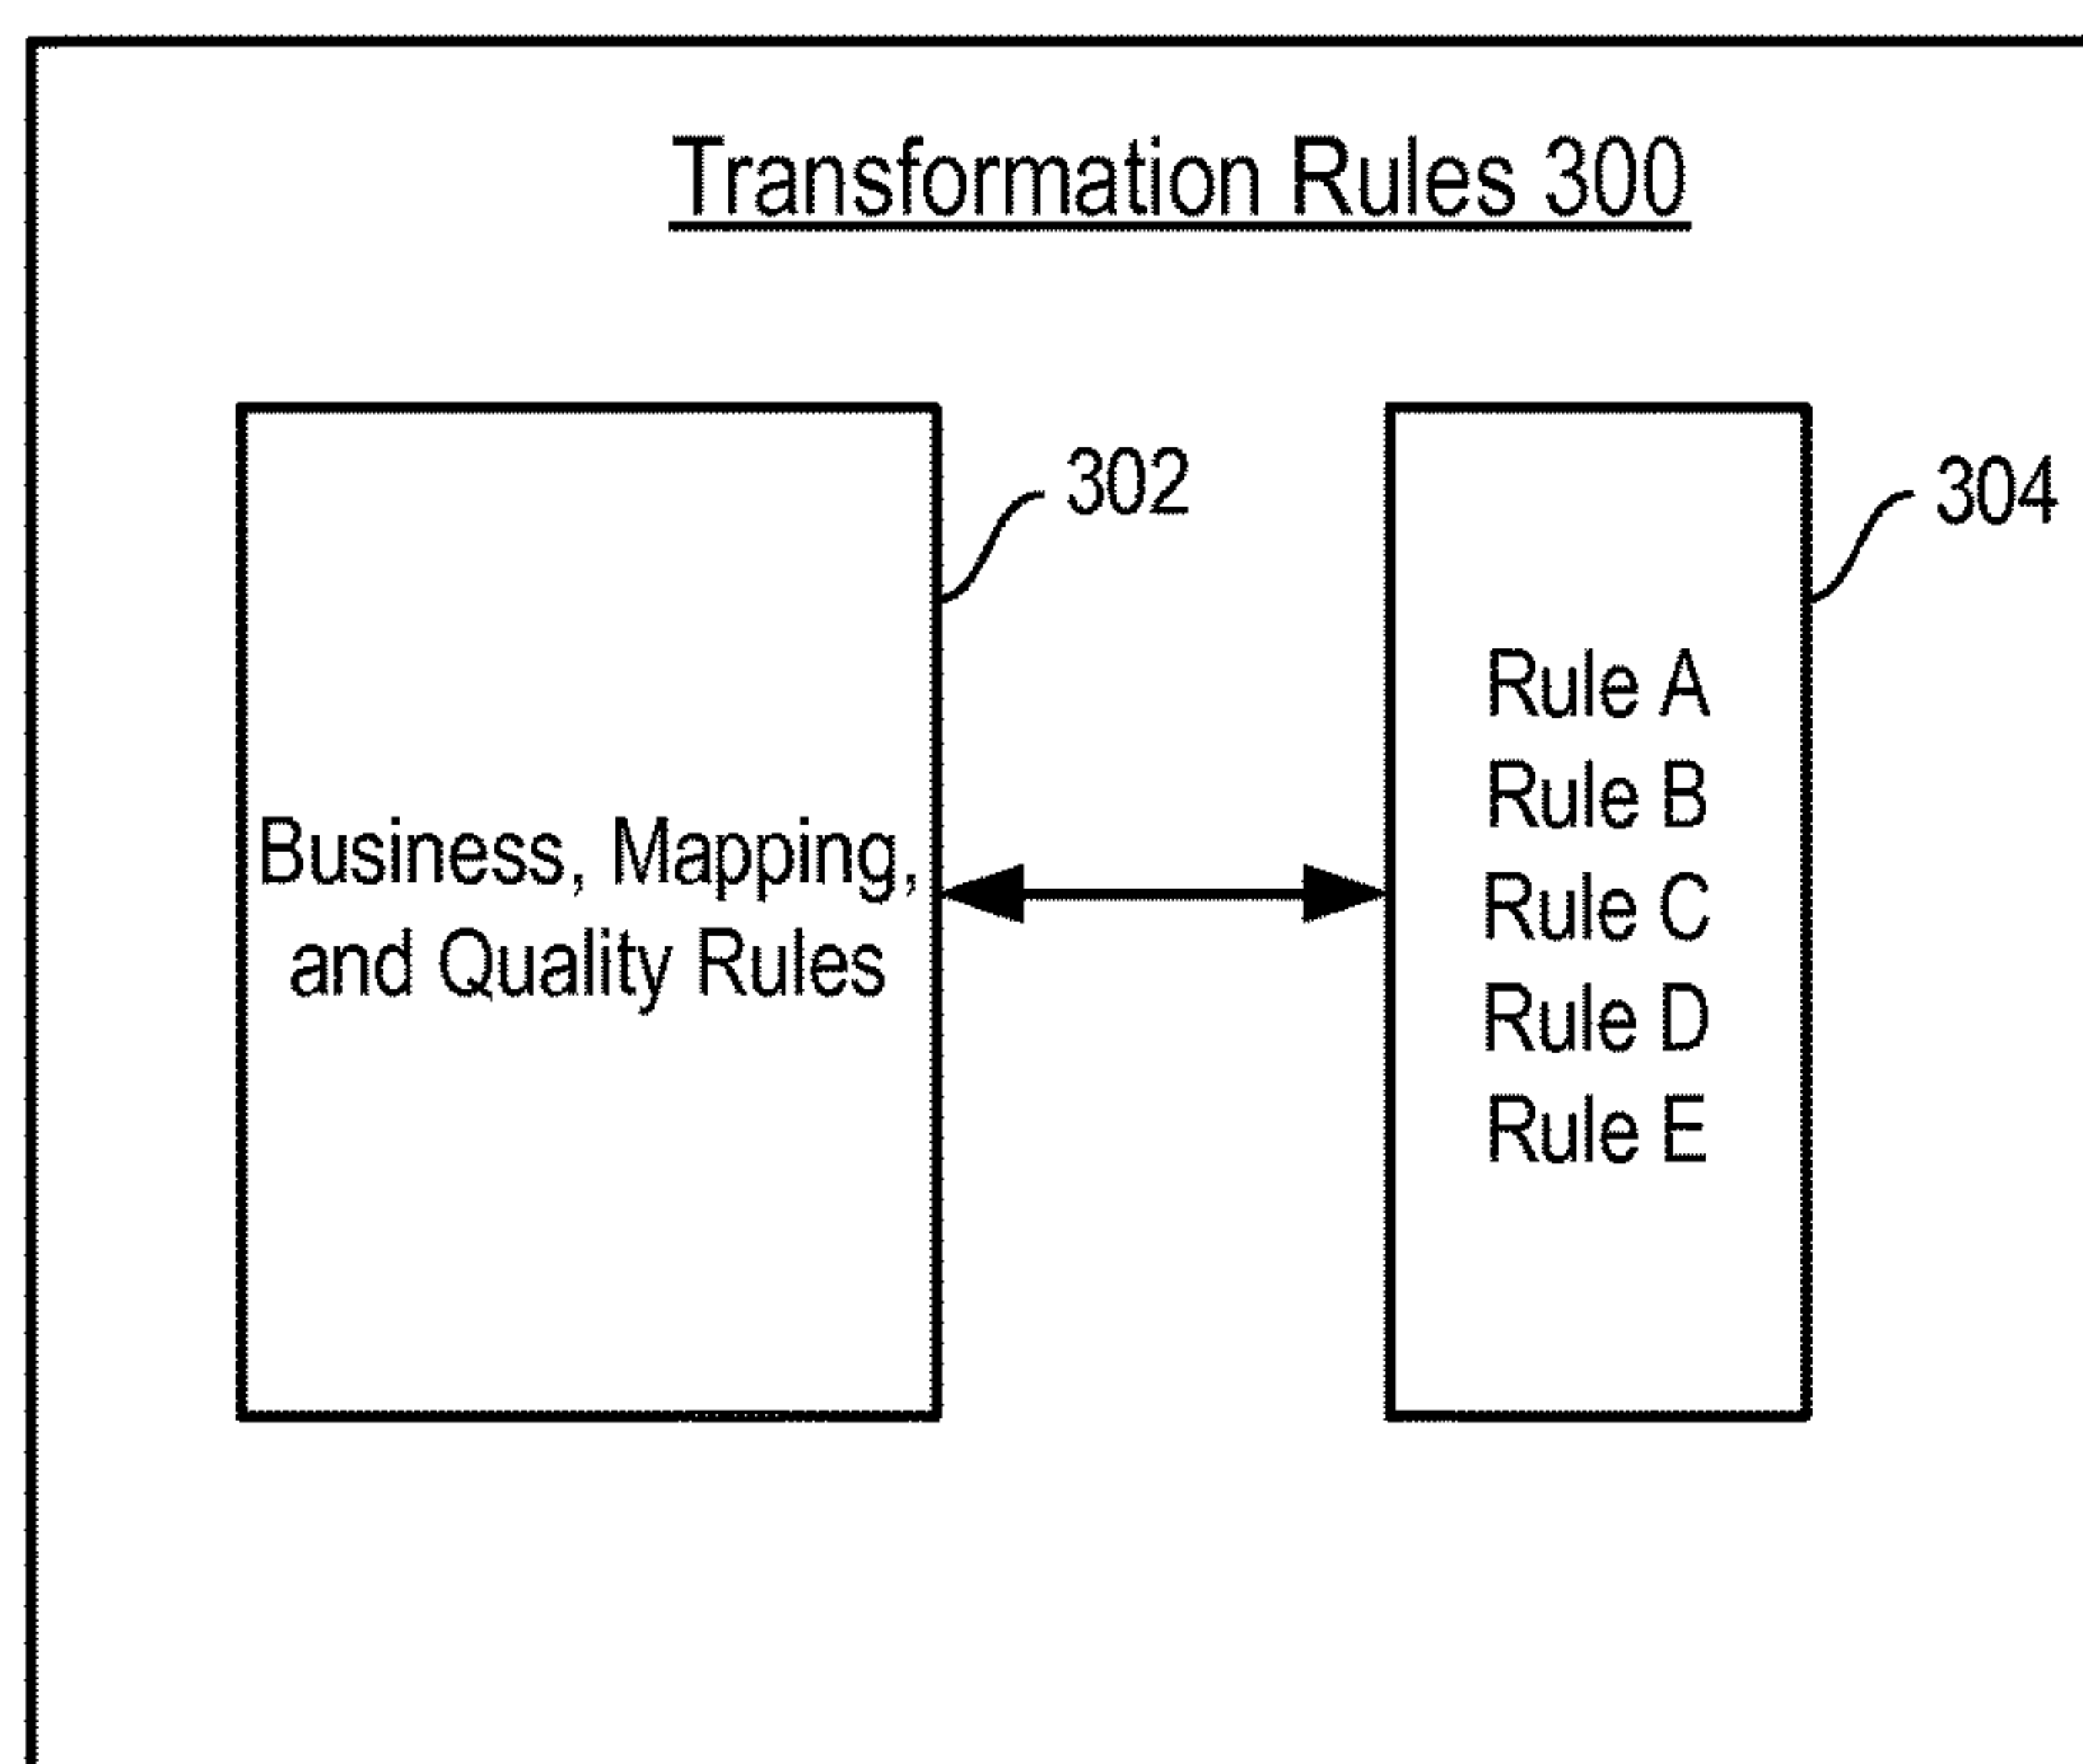 Transformation Rules 300
302
304
Business, Mapping,
and Quality Rules
Rule A
Rule B
Rule C
Rule D
Rule E